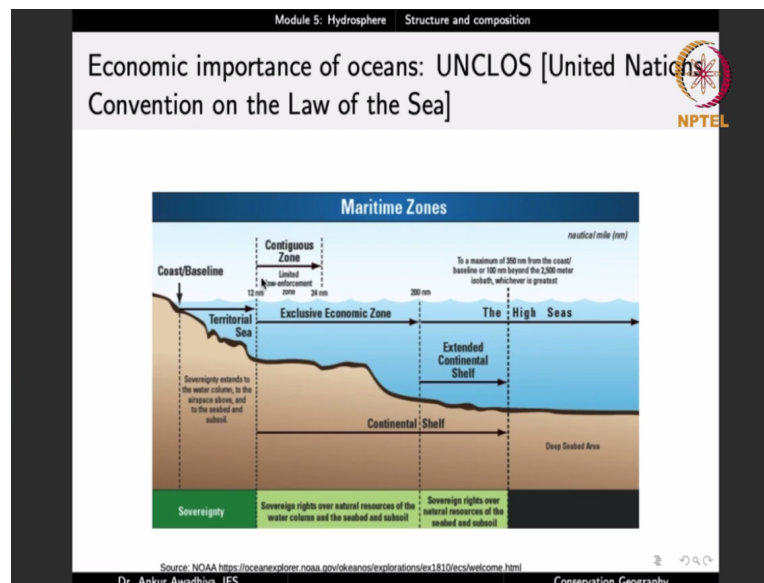 Module 5: Hydrosphere Structure and composition
Economic importance of oceans: UNCLOS [United Nations
Convention on the Law of the Sea]
NPTEL
Maritime Zones
nautical mile (nm)
Contiguous
Zone
To a maximum of 350 nm from the coast/
baseline or 100 nm beyond the 2,500 meter
isobath, whichever is greatest
Coast/Baseline
Limited
law-enforcement
zone
12 nm
24 nm
200 nm
Territorial
Sea
Exclusive Economic Zone
The High Seas
Extended
Continental
Shelf
Sovereignty extends to
the water column, to the
airspace above, and
to the seabed and
subsoil.
Continental Shelf
Deep Seabed Area
Sovereignty
Sovereign rights over natural resources of the
water column and the seabed and subsoil
Sovereign rights over
natural resources of the
seabed and subsoil
Source: NOAA https://oceanexplorer.noaa.gov/okeanos/explorations/ex1810/ecs/welcome.html
Dr. Ankur Awadhiya, IFS
Conservation Geography